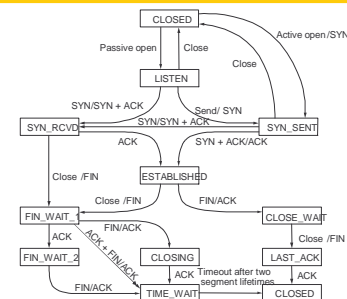 CLOSED
Active open/SYN
Passive open
Close
Close
LISTEN
SYN/SYN + ACK
Send/ SYN
SYN/SYN + ACK
SYN_RCVD
SYN_SENT
ACK
SYN + ACK/ACK
Close /FIN
ESTABLISHED
Close /FIN
FIN/ACK
FIN_WAIT_1
CLOSE_WAIT
FIN/ACK
ACK
ACK + FIN/ACK
Close /FIN
FIN_WAIT_2
CLOSING
LAST_ACK
ACK
Timeout after two
segment lifetimes
ACK
FIN/ACK
TIME_WAIT
CLOSED